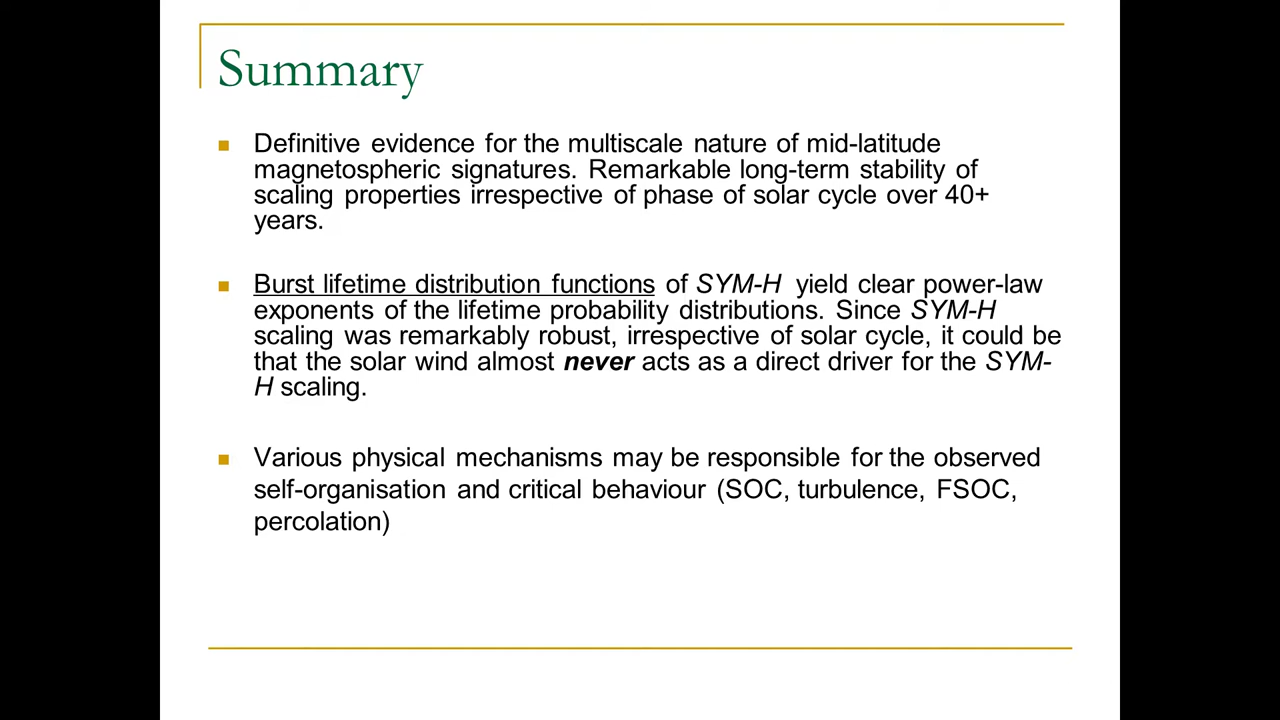 Summary
Definitive evidence for the multiscale nature of mid-latitude
magnetospheric signatures. Remarkable long-term stability of
scaling properties irrespective of phase of solar cycle over 40+
years.
Burst lifetime distribution functions of SYM-H yield clear power-law
exponents of the lifetime probability distributions. Since SYM-H
scaling was remarkably robust, irrespective of solar cycle, it could be
that the solar wind almost never acts as a direct driver for the SYM-
H scaling.
Various physical mechanisms may be responsible for the observed
self-organisation and critical behaviour (SOC, turbulence, FSOC,
percolation)